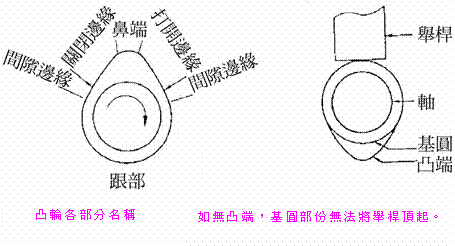 關閉邊緣
鼻端
打開邊緣
間隙邊緣
間隙邊緣
跟部
凸輪各部分名稱
舉桿
軸
基圓
凸端
如無凸端，基圓部份無法將舉桿頂起。